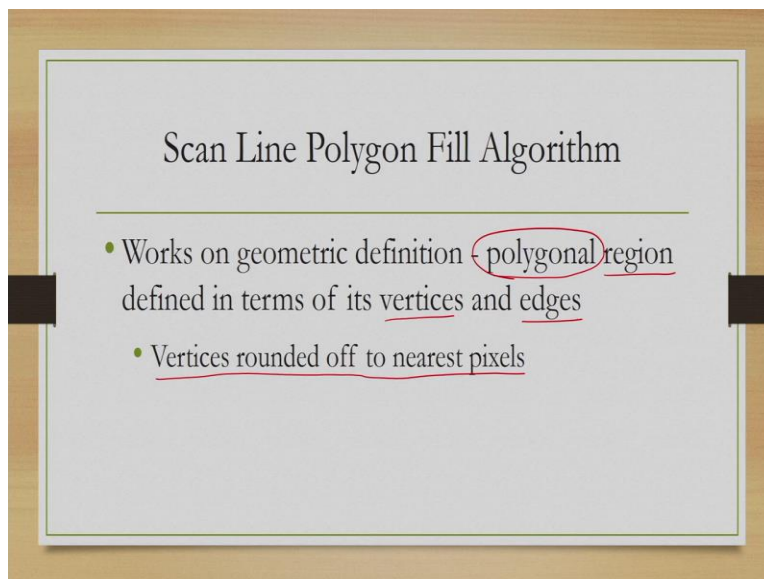 Scan Line Polygon Fill Algorithm
• Works on geometric definition - polygonal region
defined in terms of its vertices and edges
• Vertices rounded off to nearest pixels